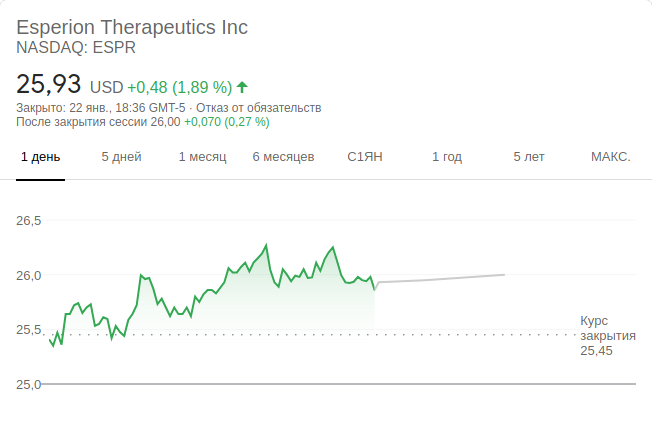 Esperion Therapeutics Inc
NASDAQ: ESPR
25,93 USD +0,48 (1,89 %)
Закрыто: 22 янв., 18:36 GMT-5 · Отказ от обязательств
После закрытия сессии 26,00 +0,070 (0,27 %)
1 день 5 дней 1 месяц 6 месяцев С1ЯН 1 год 5 лет МАКС.
26,5
26,0
25,5
Курс
закрытия
25,45
25,0